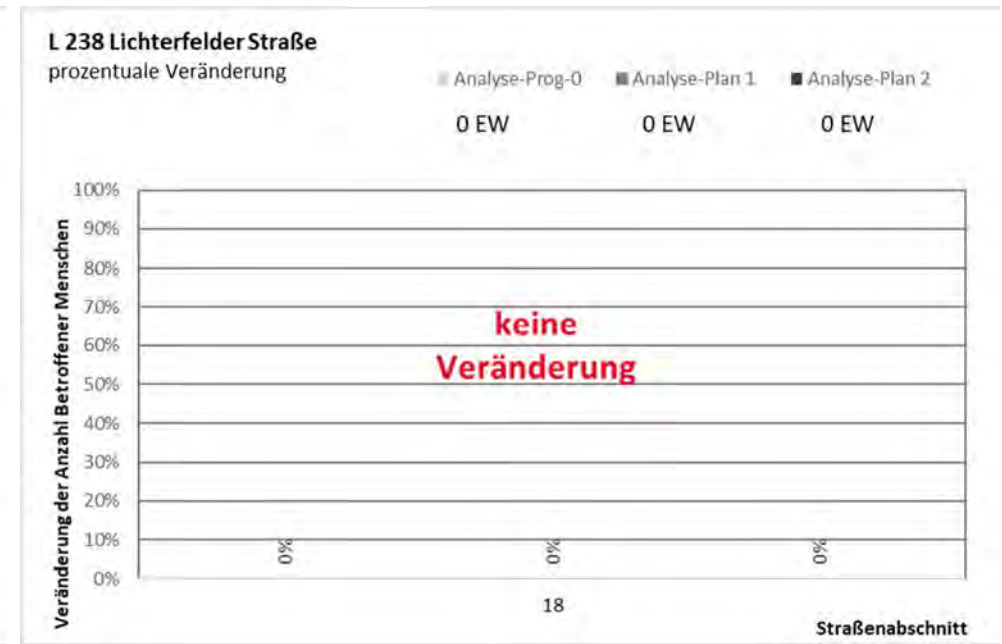 L 238 Lichterfelder Straße
prozentuale Veränderung
Analyse-Prog-0 Analyse-Plan 1 Analyse-Plan 2
0 EW 0 EW 0 EW
Veränderung der Anzahl Betroffener Menschen
100%
90%
80%
70%
60%
50%
40%
30%
20%
10%
0%
keine
Veränderung
0% 0% 0%
18
Straßenabschnitt